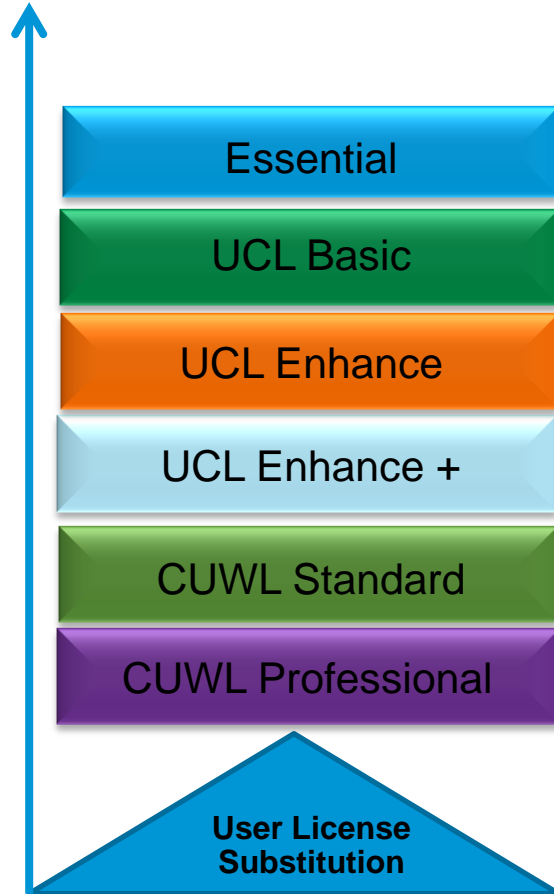 Essential
UCL Basic
UCL Enhance
UCL Enhance +
CUWL Standard
CUWL Professional
User License
Substitution